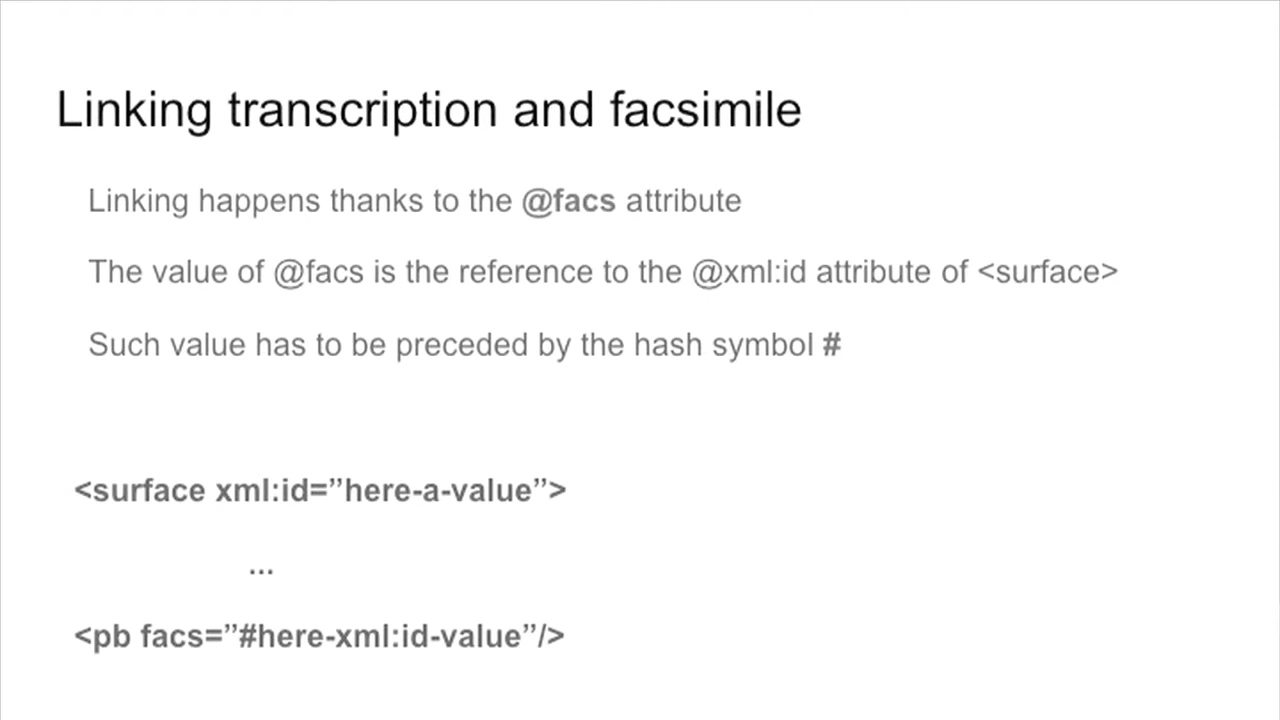 Linking transcription and facsimile
Linking happens thanks to the @facs attribute
The value of @facs is the reference to the @xml:id attribute of <surface>
Such value has to be preceded by the hash symbol #
<surface xml:id=”here-a-value”>
...
<pb facs=”#here-xml:id-value”/>